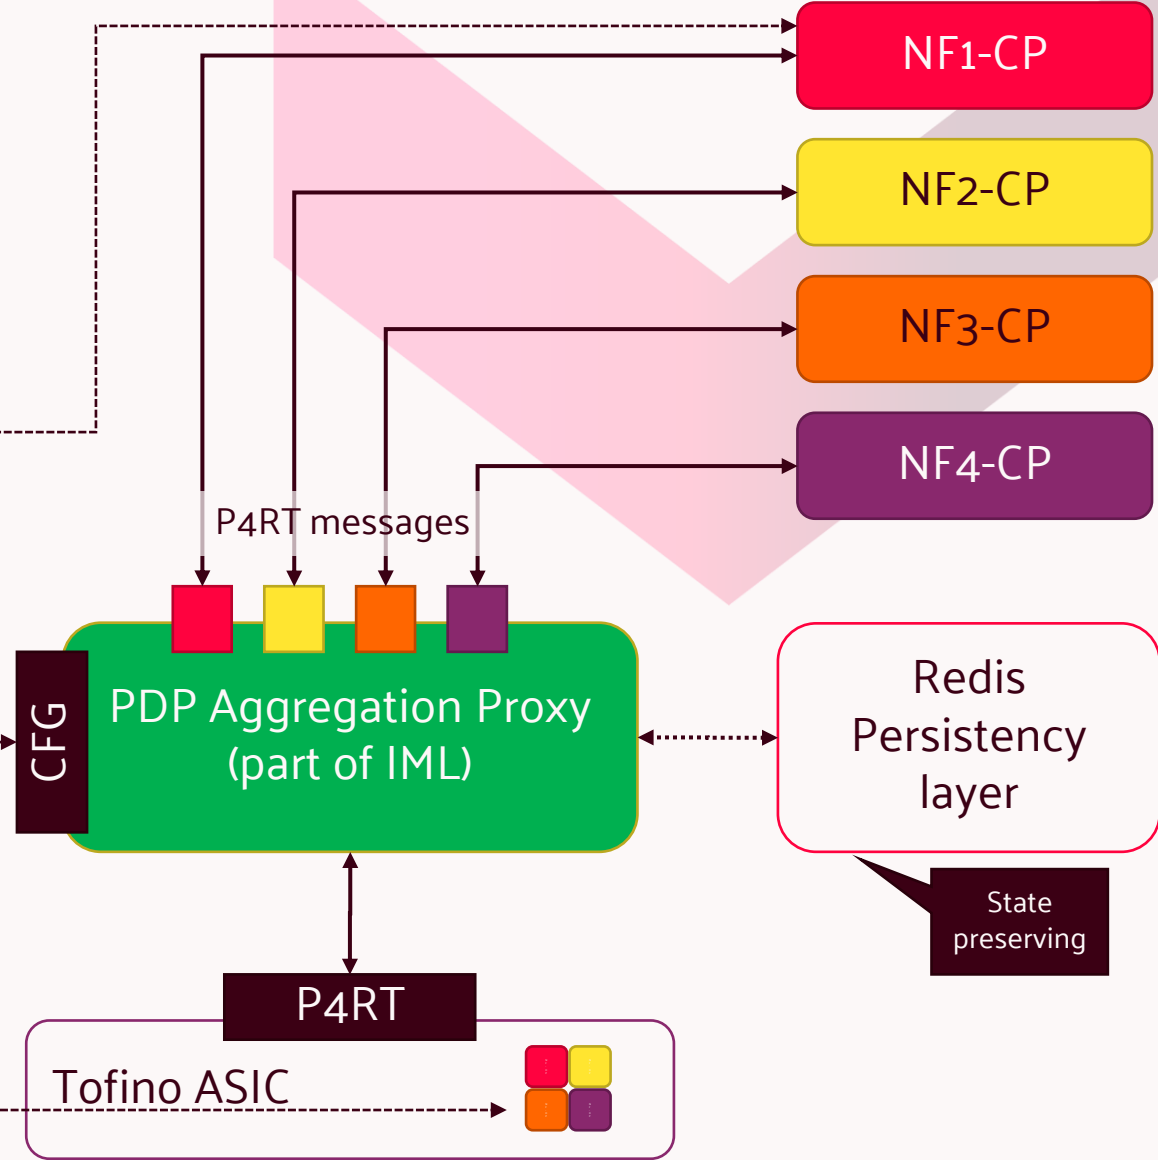 NF1-CP
NF2-CP
NF3-CP
NF4-CP
P4RT messages
CFG
PDP Aggregation Proxy
(part of IML)
Redis
Persistency
layer
State
preserving
P4RT
Tofino ASIC